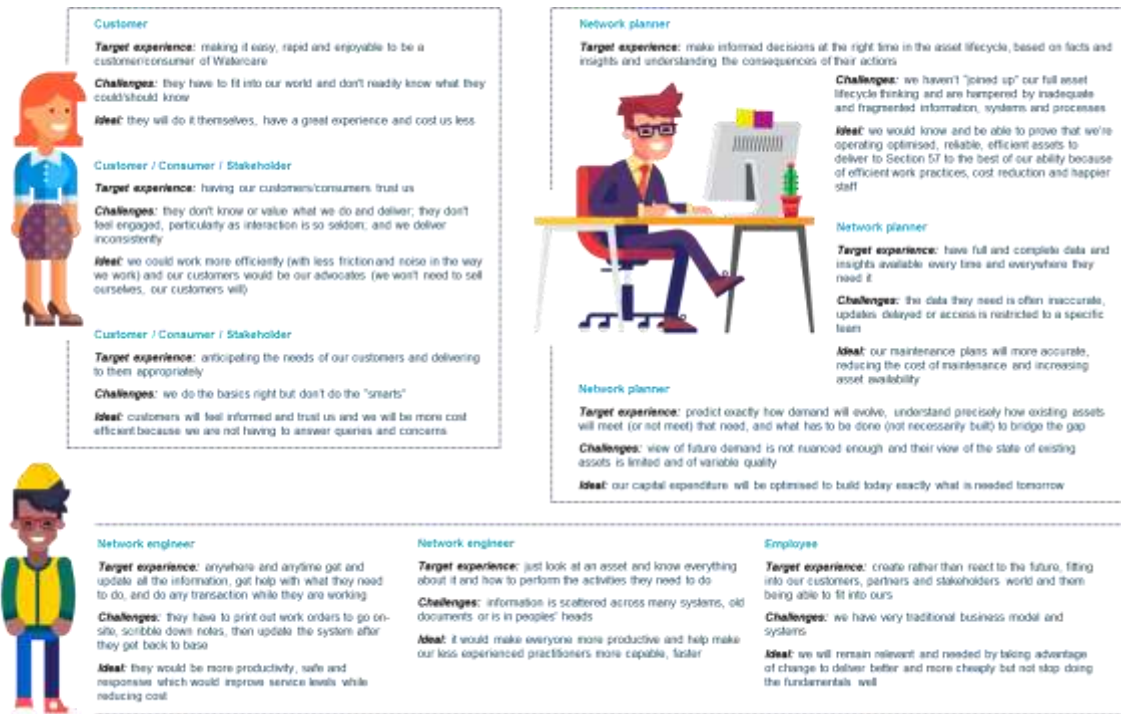 Customer
Target experience: making it easy, rapid and enjoyable to be a
customer/consumer of Watercare
Challenges: they have to fit into our world and don't readily know what they
could/should know
Ideal: they will do it themselves, have a great experience and cost us less
Customer / Consumer / Stakeholder
Target experience: having our customers/consumers trust us
Challenges: they don't know or value what we do and deliver; they don't
feel engaged, particularly as interaction is so seldom; and we deliver
inconsistently
Ideal: we could work more efficiently (with less friction and noise in the way
we work) and our customers would be our advocates (we won't need to sell
ourselves, our customers will)
Customer / Consumer / Stakeholder
Target experience: anticipating the needs of our customers and delivering
to them appropriately
Challenges: we do the basics right but don't do the "smarts"
Ideal: customers will feel informed and trust us and we will be more cost
efficient because we are not having to answer queries and concerns
Network planner
Target experience: make informed decisions at the right time in the asset lifecycle, based on facts and
insights and understanding the consequences of their actions
Challenges: we haven't "joined up" our full asset
lifecycle thinking and are hampered by inadequate
and fragmented information, systems and processes
Ideal: we would know and be able to prove that we're
operating optimised, reliable, efficient assets to
deliver to Section 57 to the best of our ability because
of efficient work practices, cost reduction and happier
staff
Network planner
Target experience: have full and complete data and
insights available every time and everywhere they
need it
Challenges: the data they need is often inaccurate,
updates delayed or access is restricted to a specific
team
Ideal: our maintenance plans will more accurate,
reducing the cost of maintenance and increasing
asset availability
Network planner
Target experience: predict exactly how demand will evolve, understand precisely how existing assets
will meet (or not meet) that need, and what has to be done (not necessarily built) to bridge the gap
Challenges: view of future demand is not nuanced enough and their view of the state of existing
assets is limited and of variable quality
Ideal: our capital expenditure will be optimised to build today exactly what is needed tomorrow
Network engineer
Target experience: anywhere and anytime get and
update all the information, get help with what they need
to do, and do any transaction while they are working
Challenges: they have to print out work orders to go on-
site, scribble down notes, then update the system after
they get back to base
Ideal: they would be more productivity, safe and
responsive which would improve service levels while
reducing cost
Network engineer
Target experience: just look at an asset and know everything
about it and how to perform the activities they need to do
Challenges: information is scattered across many systems, old
documents or is in peoples' heads
Ideal: it would make everyone more productive and help make
our less experienced practitioners more capable, faster
Employee
Target experience: create rather than react to the future, fitting
into our customers, partners and stakeholders world and them
being able to fit into ours
Challenges: we have very traditional business model and
systems
Ideal: we will remain relevant and needed by taking advantage
of change to deliver better and more cheaply but not stop doing
the fundamentals well